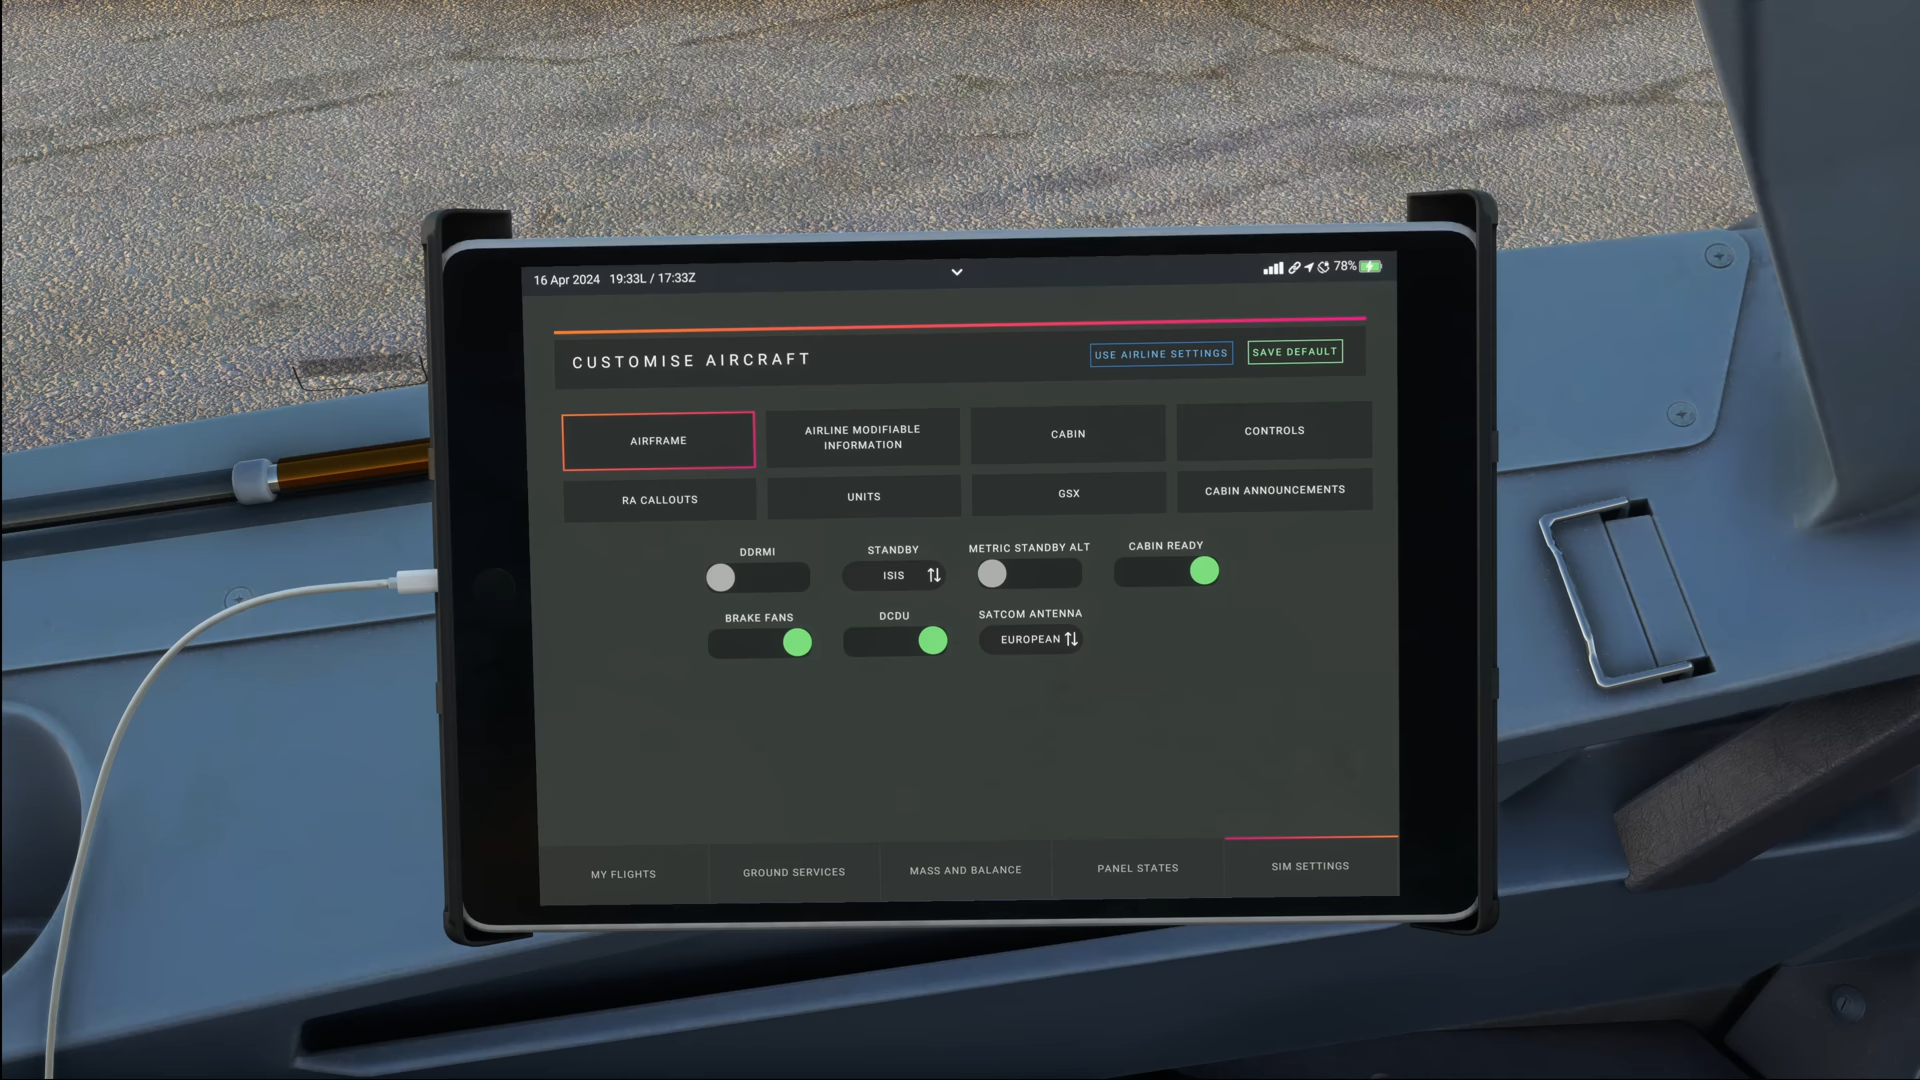 16 Apr 2024 19:33L / 17:33Z
78%
CUSTOMISE AIRCRAFT
USE AIRLINE SETTINGS
SAVE DEFAULT
AIRFRAME
AIRLINE MODIFIABLE
INFORMATION
CABIN
CONTROLS
RA CALLOUTS
UNITS
GSX
CABIN ANNOUNCEMENTS
DDRMI
STANDBY
METRIC STANDBY ALT
CABIN READY
ISIS
BRAKE FANS
DCDU
SATCOM ANTENNA
EUROPEAN
MY FLIGHTS
GROUND SERVICES
MASS AND BALANCE
PANEL STATES
SIM SETTINGS